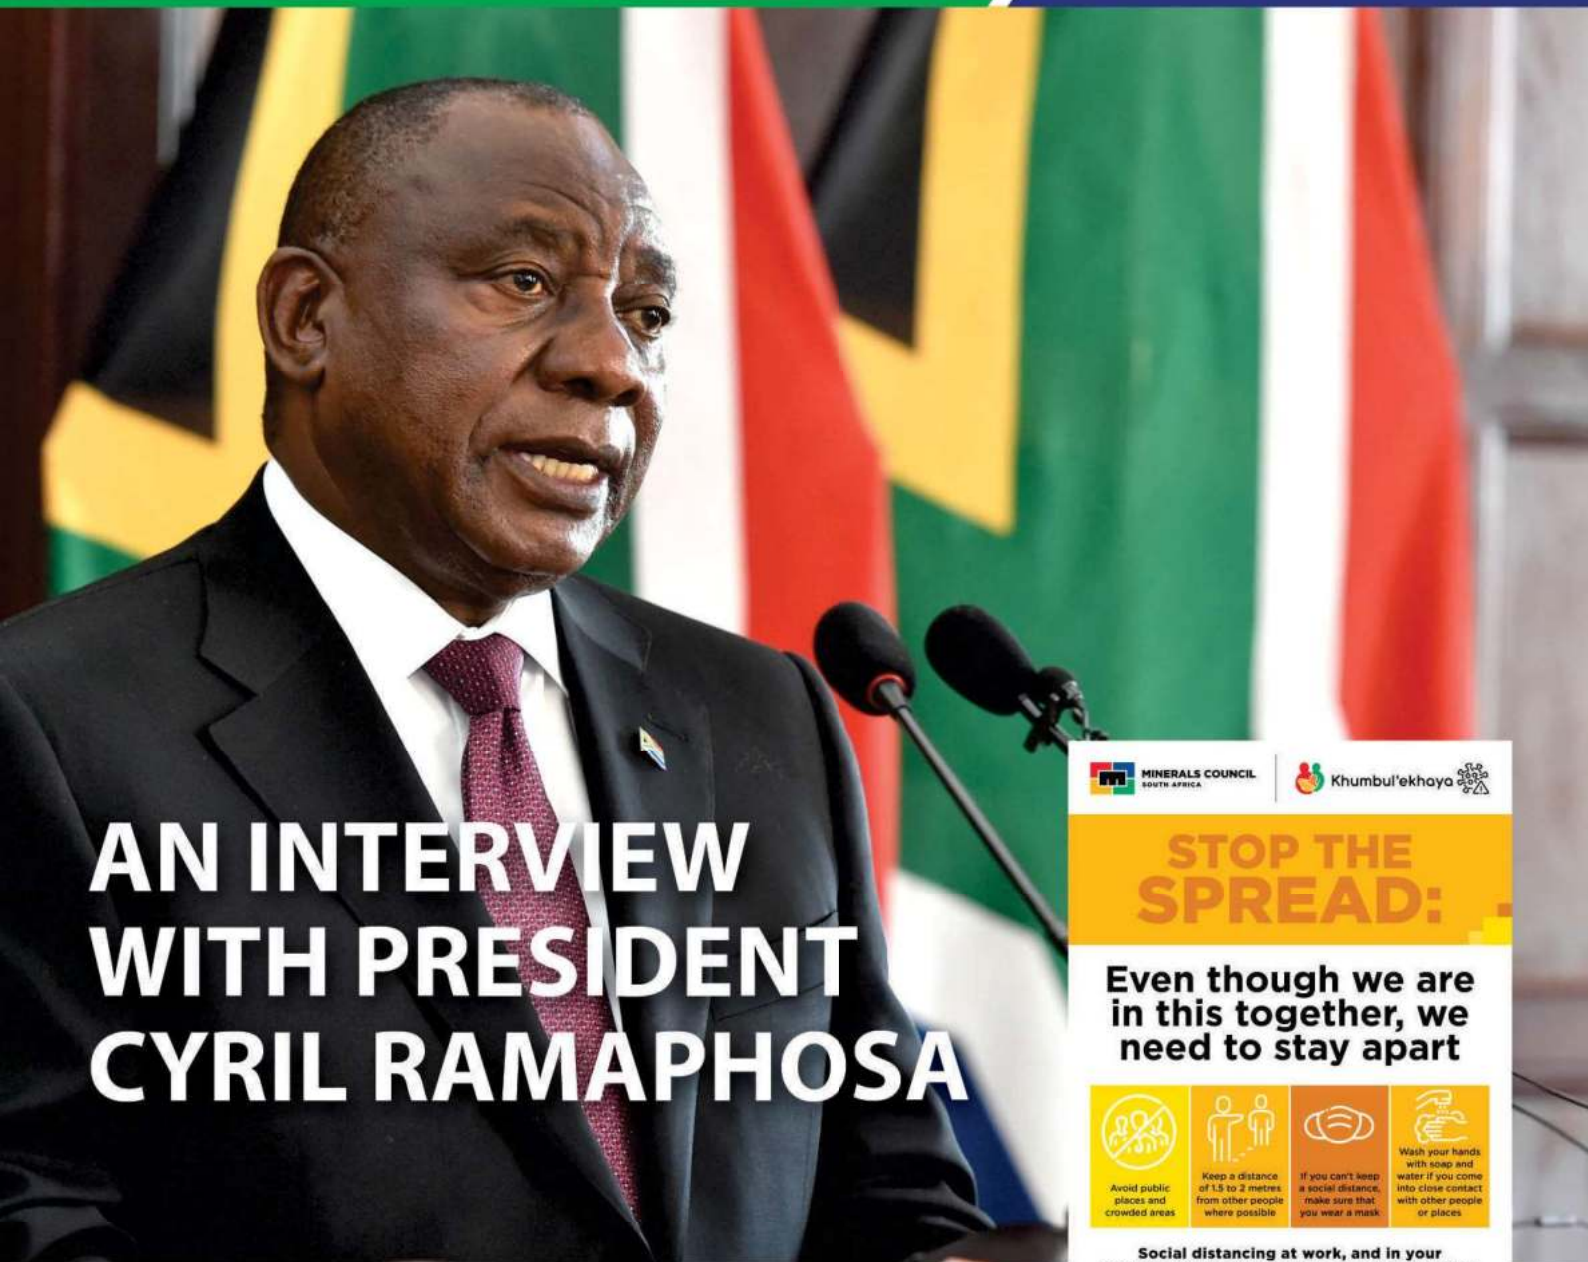 AN INTERVIEW
WITH PRESIDENT
CYRIL RAMAPHOSA
MINERALS COUNCIL
SOUTH AFRICA
Khumbul'ekhaya
STOP THE
SPREAD:
Even though we are
in this together, we
need to stay apart
Avoid public
places and
crowded areas
Keep a distance
of 1.5 to 2 metres
from other people
where possible
If you can't keep
a social distance,
make sure that
you wear a mask
Wash your hands
with soap and
water if you come
into close contact
with other people
or places
Social distancing at work, and in your